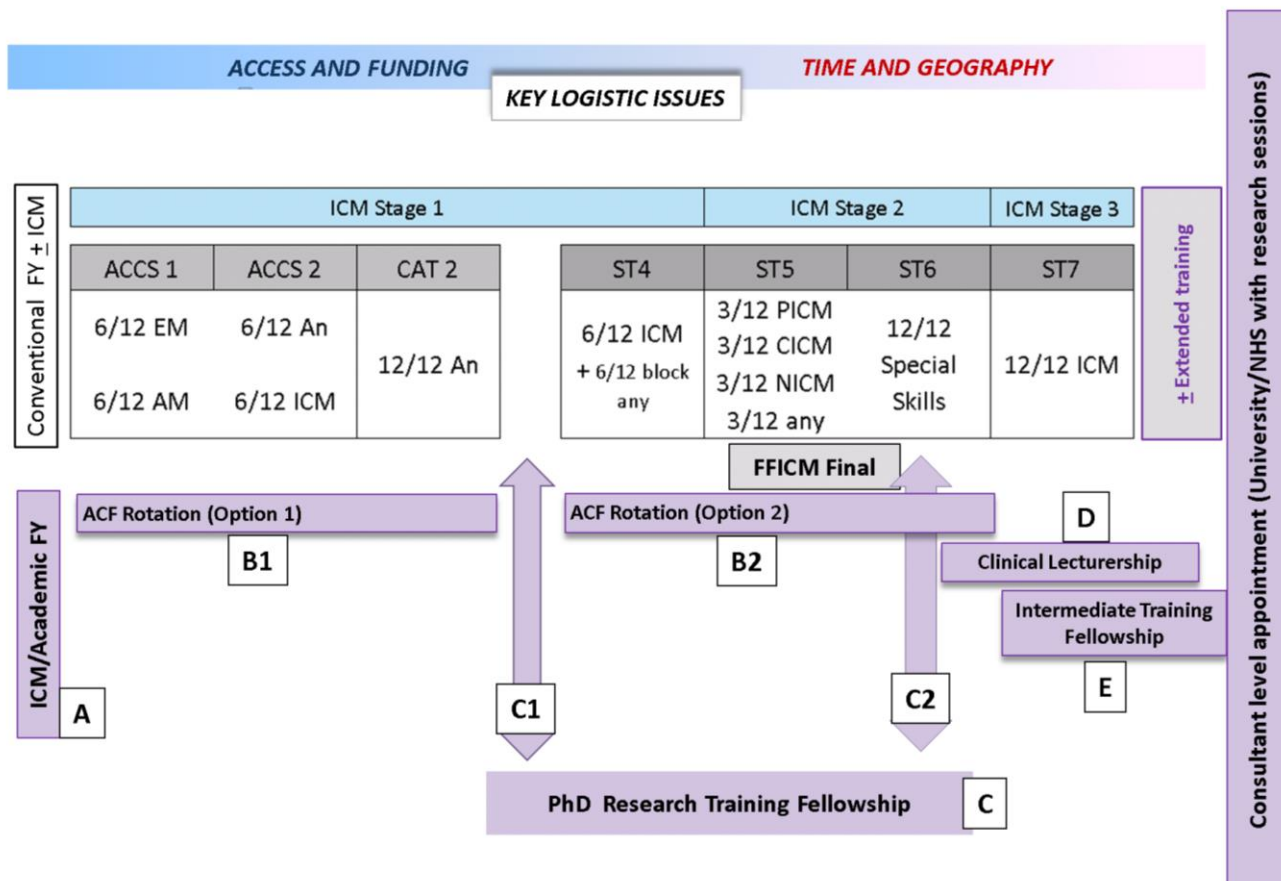 ACCESS AND FUNDING
TIME AND GEOGRAPHY
KEY LOGISTIC ISSUES
Conventional FY ± ICM
ICM Stage 1
ICM Stage 2
ICM Stage 3
ACCS 1
ACCS 2
CAT 2
ST4
ST5
ST6
ST7
6/12 EM
6/12 AM
6/12 An
6/12 ICM
12/12 An
6/12 ICM
+ 6/12 block
any
3/12 PICM
3/12 CICM
3/12 NICM
3/12 any
12/12
Special
Skills
12/12 ICM
± Extended training
Consultant level appointment (University/NHS with research sessions)
FFICM Final
ICM/Academic FY
A
ACF Rotation (Option 1)
B1
ACF Rotation (Option 2)
B2
D
Clinical Lecturership
Intermediate Training
Fellowship
E
C1
C2
PhD Research Training Fellowship
C